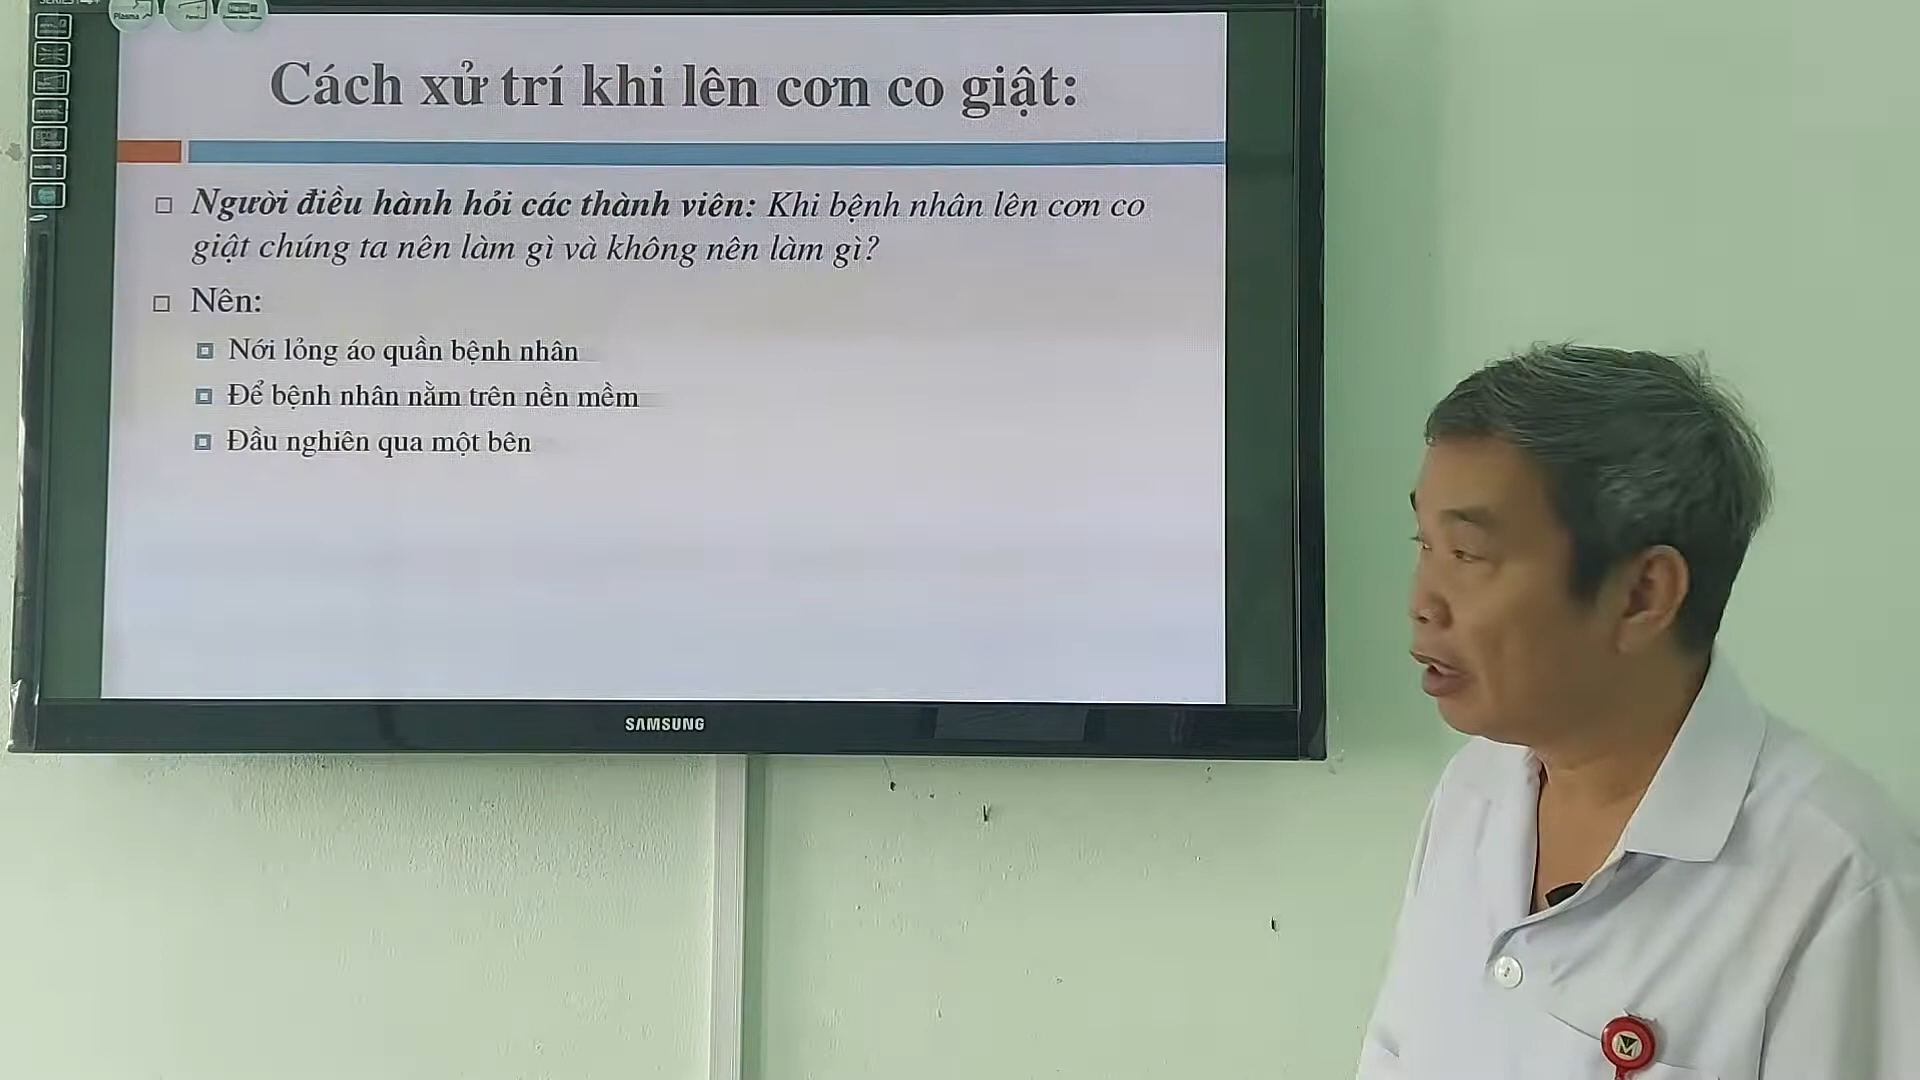 Plasma
Cách xử trí khi lên cơn co giật:
Người điều hành hỏi các thành viên: Khi bệnh nhân lên cơn co
giật chúng ta nên làm gì và không nên làm gì?
Nên:
Nới lỏng áo quần bệnh nhân
Để bệnh nhân nằm trên nền mềm
Đầu nghiên qua một bên
SAMSUNG
M